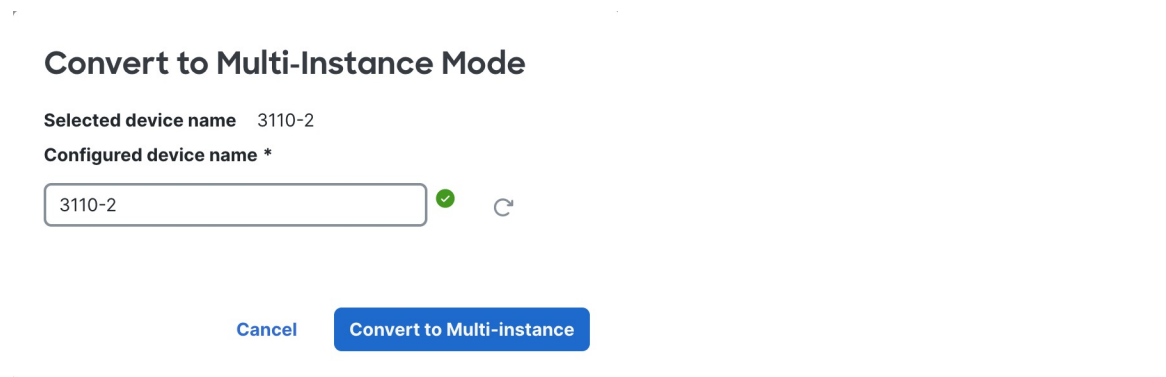 Convert to Multi-Instance Mode
Selected device name 3110-2
Configured device name *
3110-2
Cancel Convert to Multi-instance